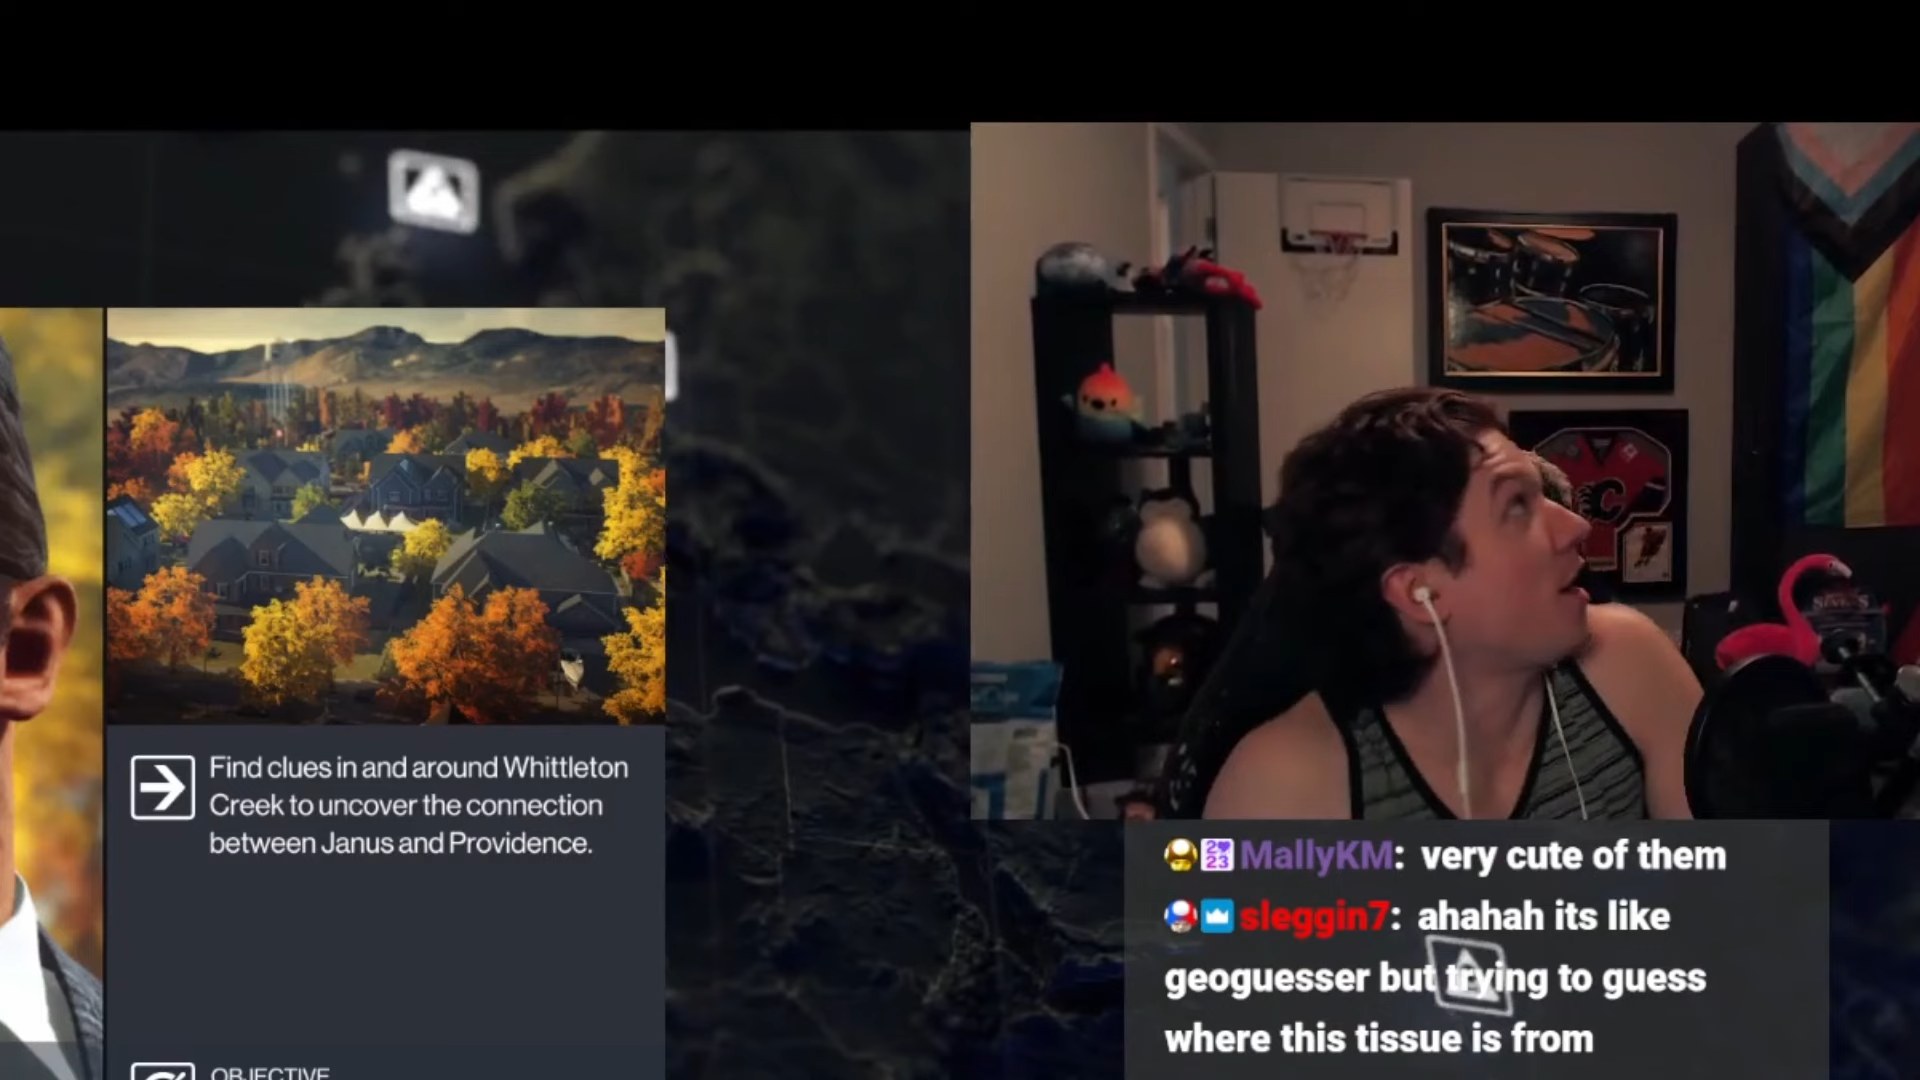 Find clues in and around Whittleton
Creek to uncover the connection
between Janus and Providence.
OBJECTIVE
MallyKM: very cute of them
sleggin7: ahahah its like
geoguesser but trying to guess
where this tissue is from